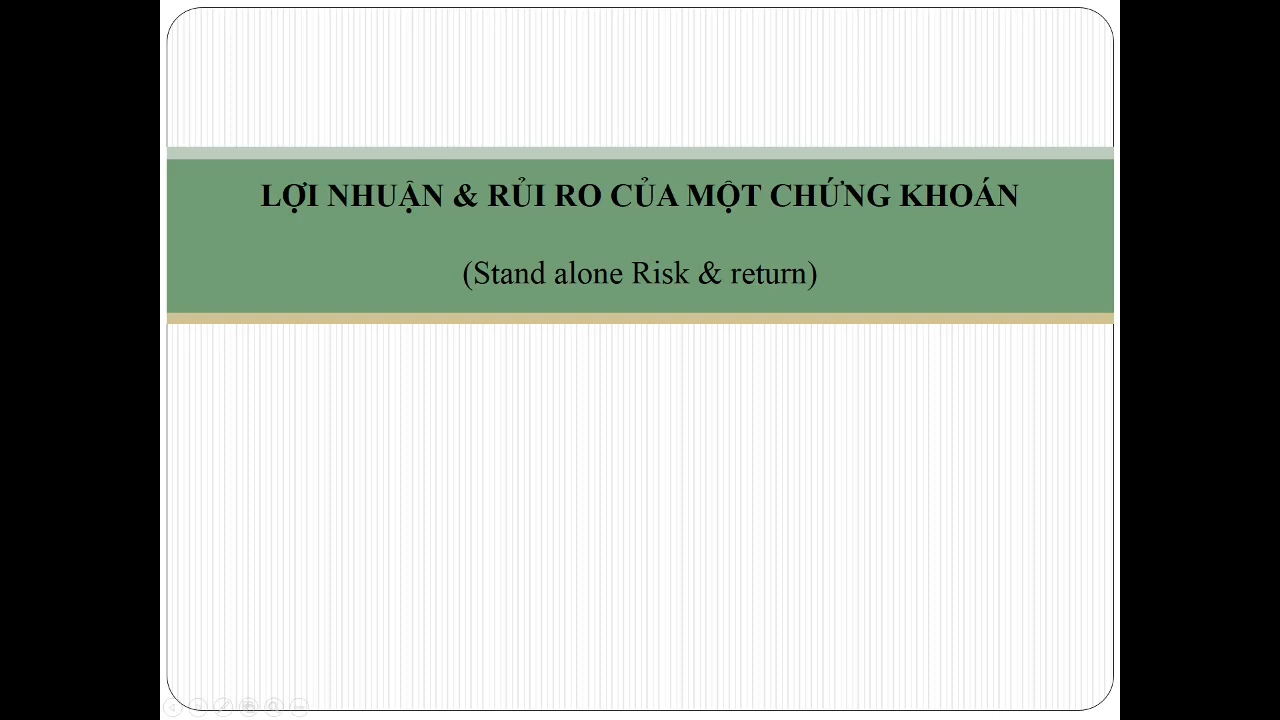 LỢI NHUẬN & RỦI RO CỦA MỘT CHỨNG KHOÁN
(Stand alone Risk & return)